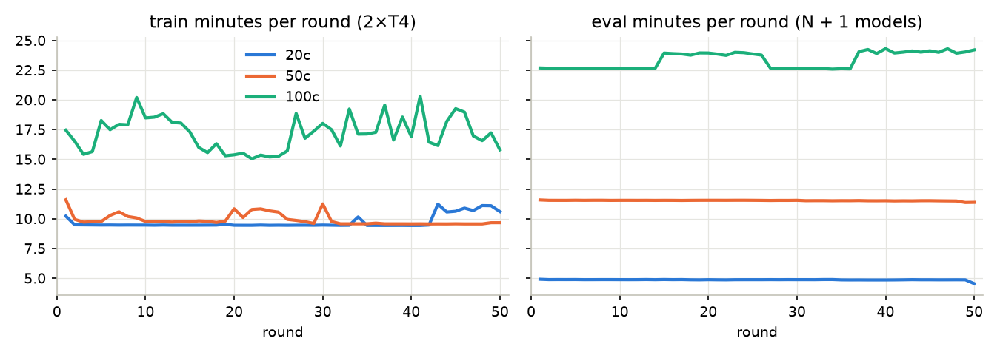 train minutes per round (2×T4)
eval minutes per round (N + 1 models)
25.0
22.5
20.0
17.5
15.0
12.5
10.0
7.5
5.0
20c
50c
100c
0 10 20 30 40 50
0 10 20 30 40 50
round
round